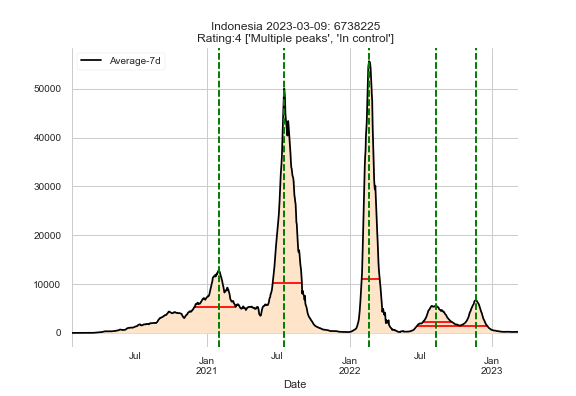 Indonesia 2023-03-09: 6738225
Rating:4 ['Multiple peaks', 'In control']
Average-7d
50000
40000
30000
20000
10000
0
Jul Jan Jul Jan Jul Jan
2021 2022 2023
Date